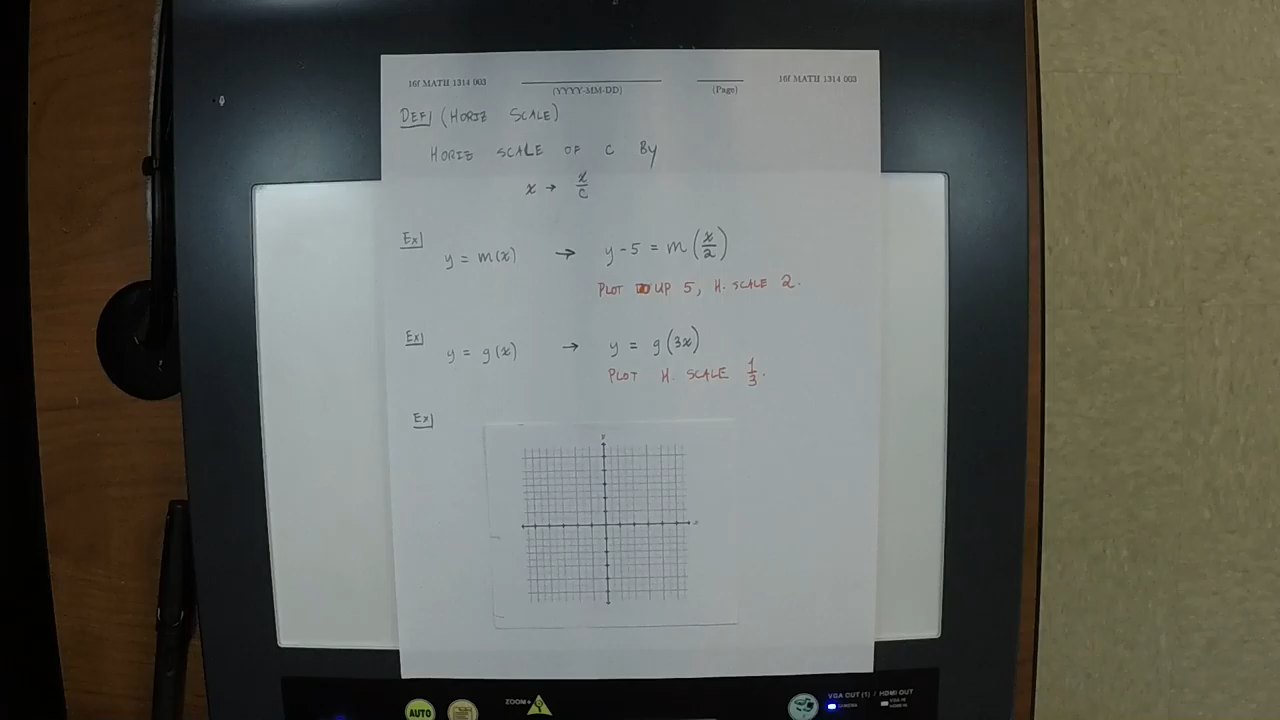 16f MATH 1314 003
(YYYY-MM-DD)
(Page)
16f MATH 1314 003
DEF (HORIZ SCALE)
HORIZ SCALE OF C BY
x → x/c
Ex
y = m(x) → y - 5 = m(x/2)
PLOT UP 5, H. SCALE 2.
Ex
y = g(x) → y = g(3x)
PLOT H. SCALE 1/3.
Ex
y
x
AUTO
ZOOM+
VGA OUT (1) / HDMI OUT
CAMERA